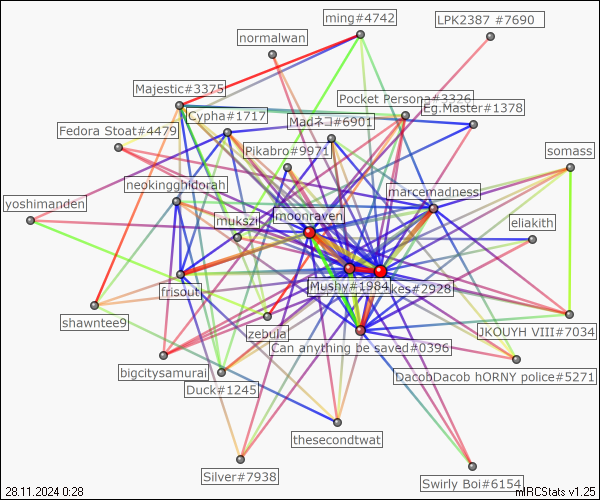 ming#4742
LPK2387 #7690
normalwan
Majestic#3375
Pocket Persona#3326
Eg.Master#1378
Cypha#1717
Madネコ#6901
Fedora Stoat#4479
Pikabro#9971
somass
neokingghidorah
marcemadness
yoshimanden
moonraven
mukszi
eliakith
frisout
Mushy#1984
kes#2928
shawntee9
zebula
JKOUYH VIII#7034
Can anything be saved#0396
bigcitysamurai
DacobDacob hORNY police#5271
Duck#1245
thesecondtwat
Silver#7938
Swirly Boi#6154
28.11.2024 0:28
mIRCStats v1.25